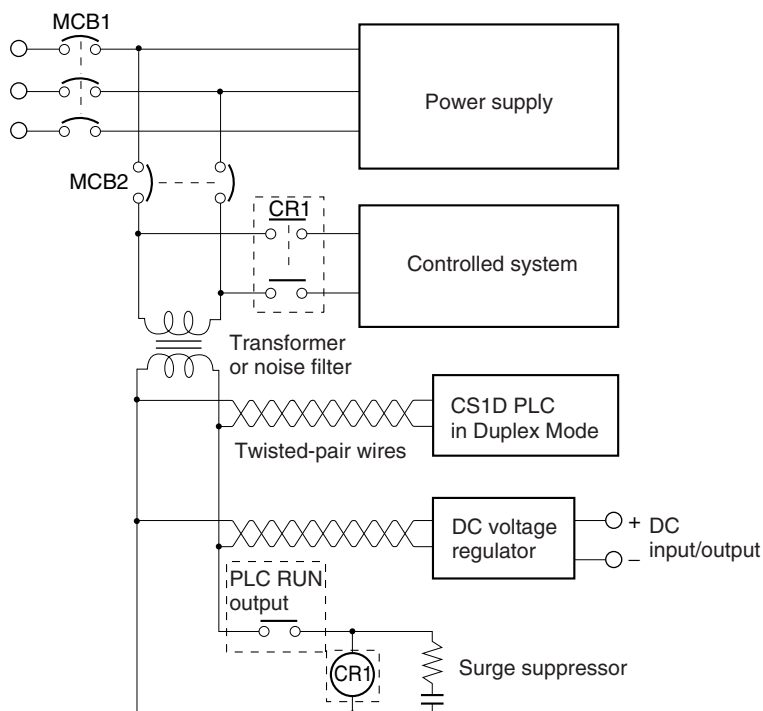 MCB1
Power supply
MCB2
CR1
Controlled system
Transformer
or noise filter
CS1D PLC
in Duplex Mode
Twisted-pair wires
DC voltage
regulator
+
–
DC
input/output
PLC RUN
output
CR1
Surge suppressor